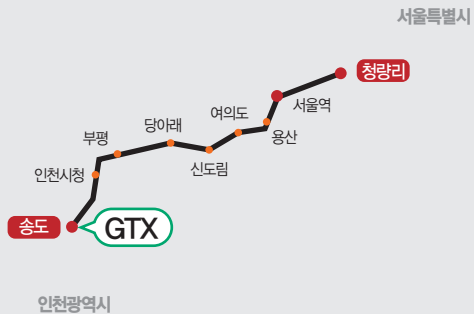 서울특별시
청량리
서울역
여의도
용산
당아래
신도림
부평
인천시청
송도
GTX
인천광역시